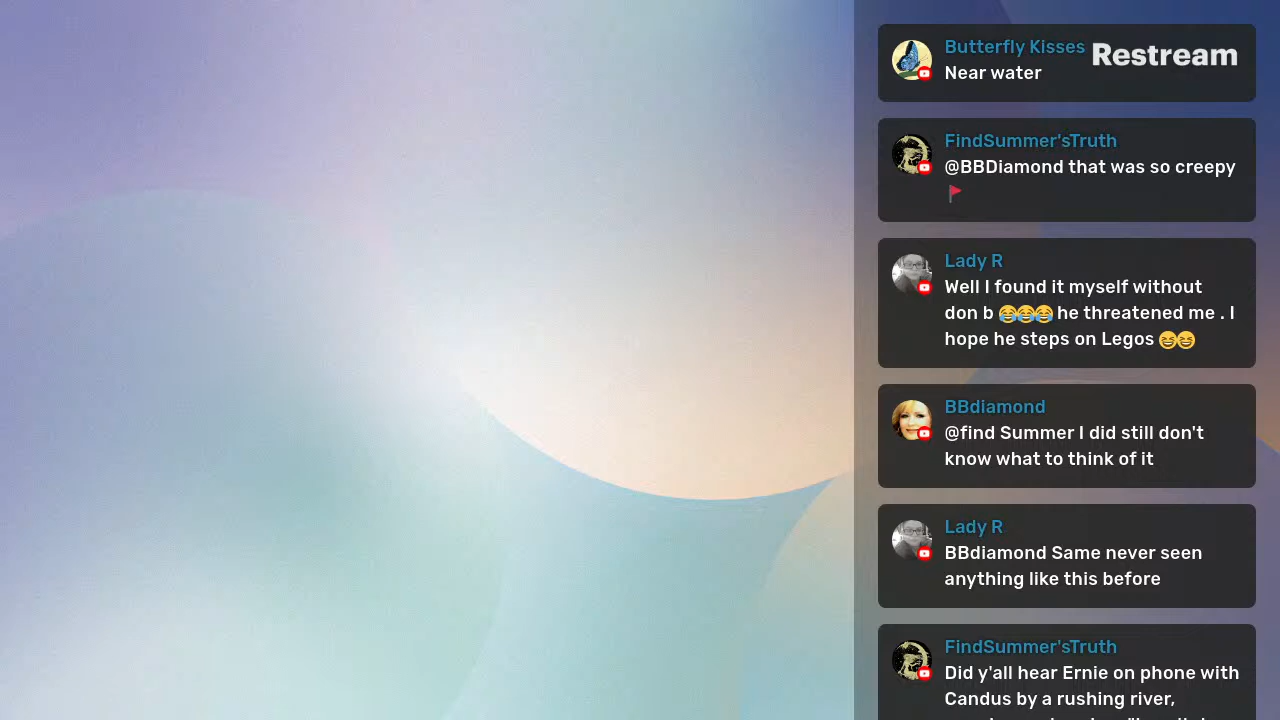 Butterfly Kisses
Restream
Near water
FindSummer'sTruth
@BBDiamond that was so creepy
🚩
Lady R
Well I found it myself without
don b 😂😂😂 he threatened me . I
hope he steps on Legos 😆😆
BBdiamond
@find Summer I did still don't
know what to think of it
Lady R
BBdiamond Same never seen
anything like this before
FindSummer'sTruth
Did y'all hear Ernie on phone with
Candus by a rushing river,